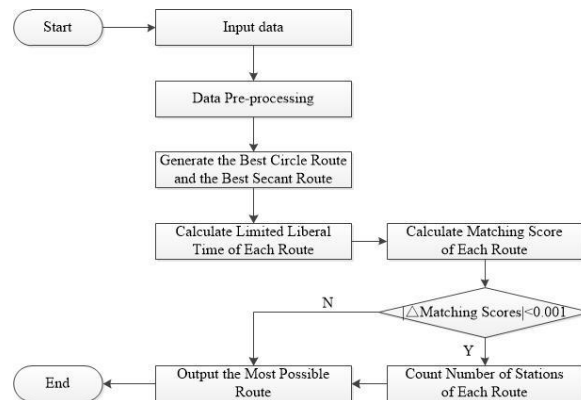 Start
Input data
Data Pre-processing
Generate the Best Circle Route
and the Best Secant Route
Calculate Limited Liberal
Time of Each Route
Calculate Matching Score
of Each Route
|△Matching Scores|<0.001
N
Y
End
Output the Most Possible
Route
Count Number of Stations
of Each Route